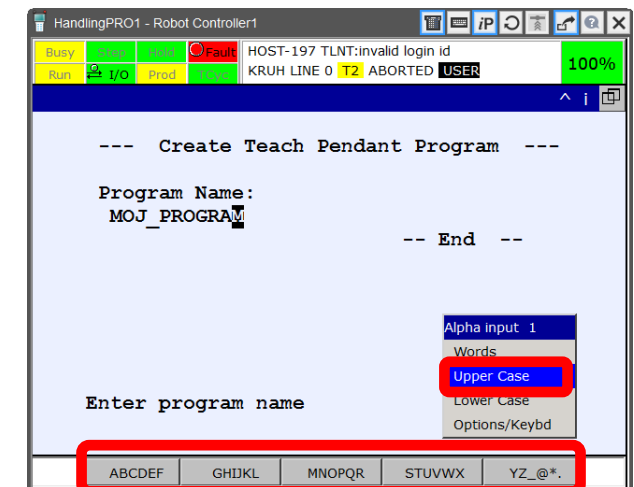 HandlingPRO1 - Robot Controller1
iP
Busy Step Hold Fault HOST-197 TLNT:invalid login id
Run I/O Prod TCyc KRUH LINE 0 T2 ABORTED USER 100%
^ i
--- Create Teach Pendant Program ---
Program Name:
MOJ_PROGRAM
-- End --
Alpha input 1
Words
Upper Case
Lower Case
Options/Keybd
Enter program name
ABCDEF GHIJKL MNOPQR STUVWX YZ_@*.